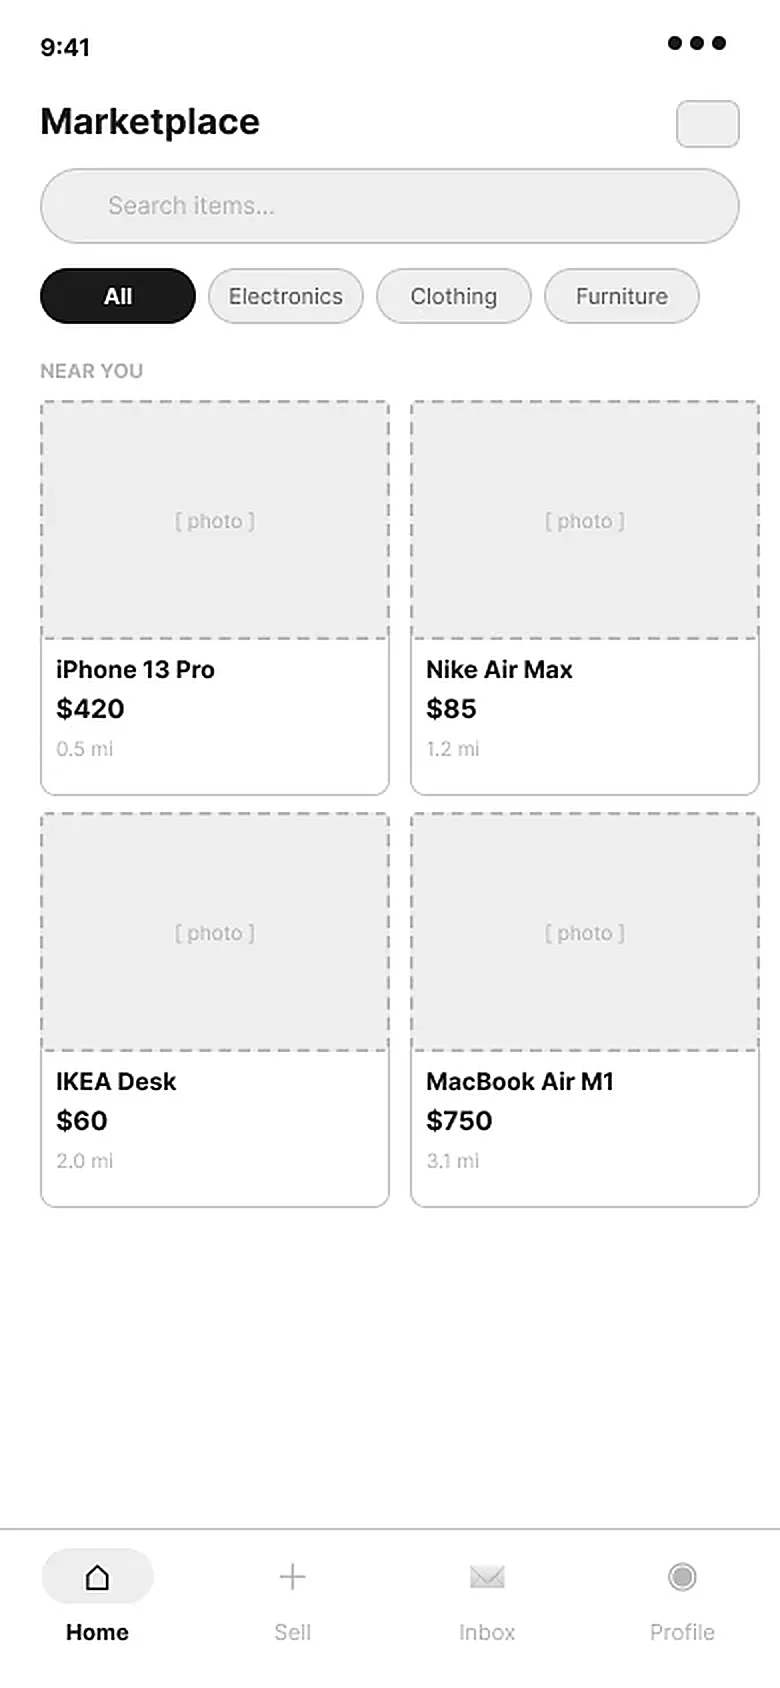 9:41
Marketplace
Search items...
All Electronics Clothing Furniture
NEAR YOU
[ photo ] [ photo ]
iPhone 13 Pro Nike Air Max
$420 $85
0.5 mi 1.2 mi
[ photo ] [ photo ]
IKEA Desk MacBook Air M1
$60 $750
2.0 mi 3.1 mi
Home Sell Inbox Profile